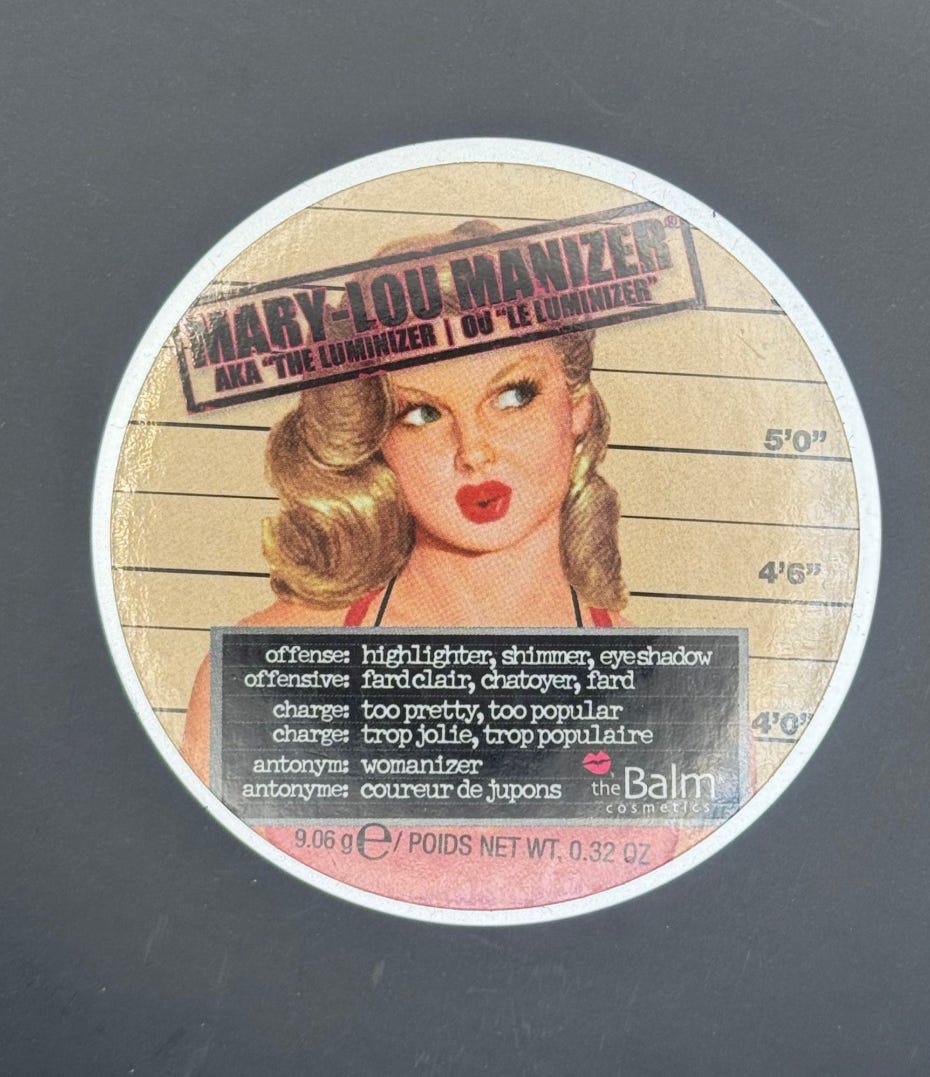 MARY-LOU MANIZER®
AKA "THE LUMINIZER | OU "LE LUMINIZER"
5'0"
4'6"
4'0"
offense: highlighter, shimmer, eyeshadow
offensive: fard clair, chatoyer, fard
charge: too pretty, too popular
charge: trop jolie, trop populaire
antonym: womanizer
antonyme: coureur de jupons
theBalm
cosmetics
9.06 g ℮ / POIDS NET WT. 0.32 OZ